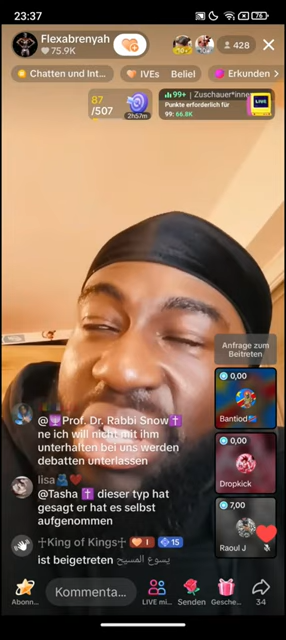 23:37
76
Flexabrenyah
75.9K
428
Chatten und Int...
IVEs Beliel
Erkunden
87
/507
2h57m
99+ | Zuschauer*innen
Punkte erforderlich für
99: 66.8K
LIVE
Anfrage zum
Beitreten
0,00
Bantiod
0,00
Dropkick
7,00
Raoul J
@🕎Prof. Dr. Rabbi Snow✝️
ne ich will nicht mit ihm
unterhalten bei uns werden
debatten unterlassen
lisa
@Tasha ✝️ dieser typ hat
gesagt er hat es selbst
aufgenommen
☩King of Kings☩ 1 15
ist beigetreten يسوع المسيح
Abonn...
Kommenta...
LIVE mi...
Senden
Gesche...
34